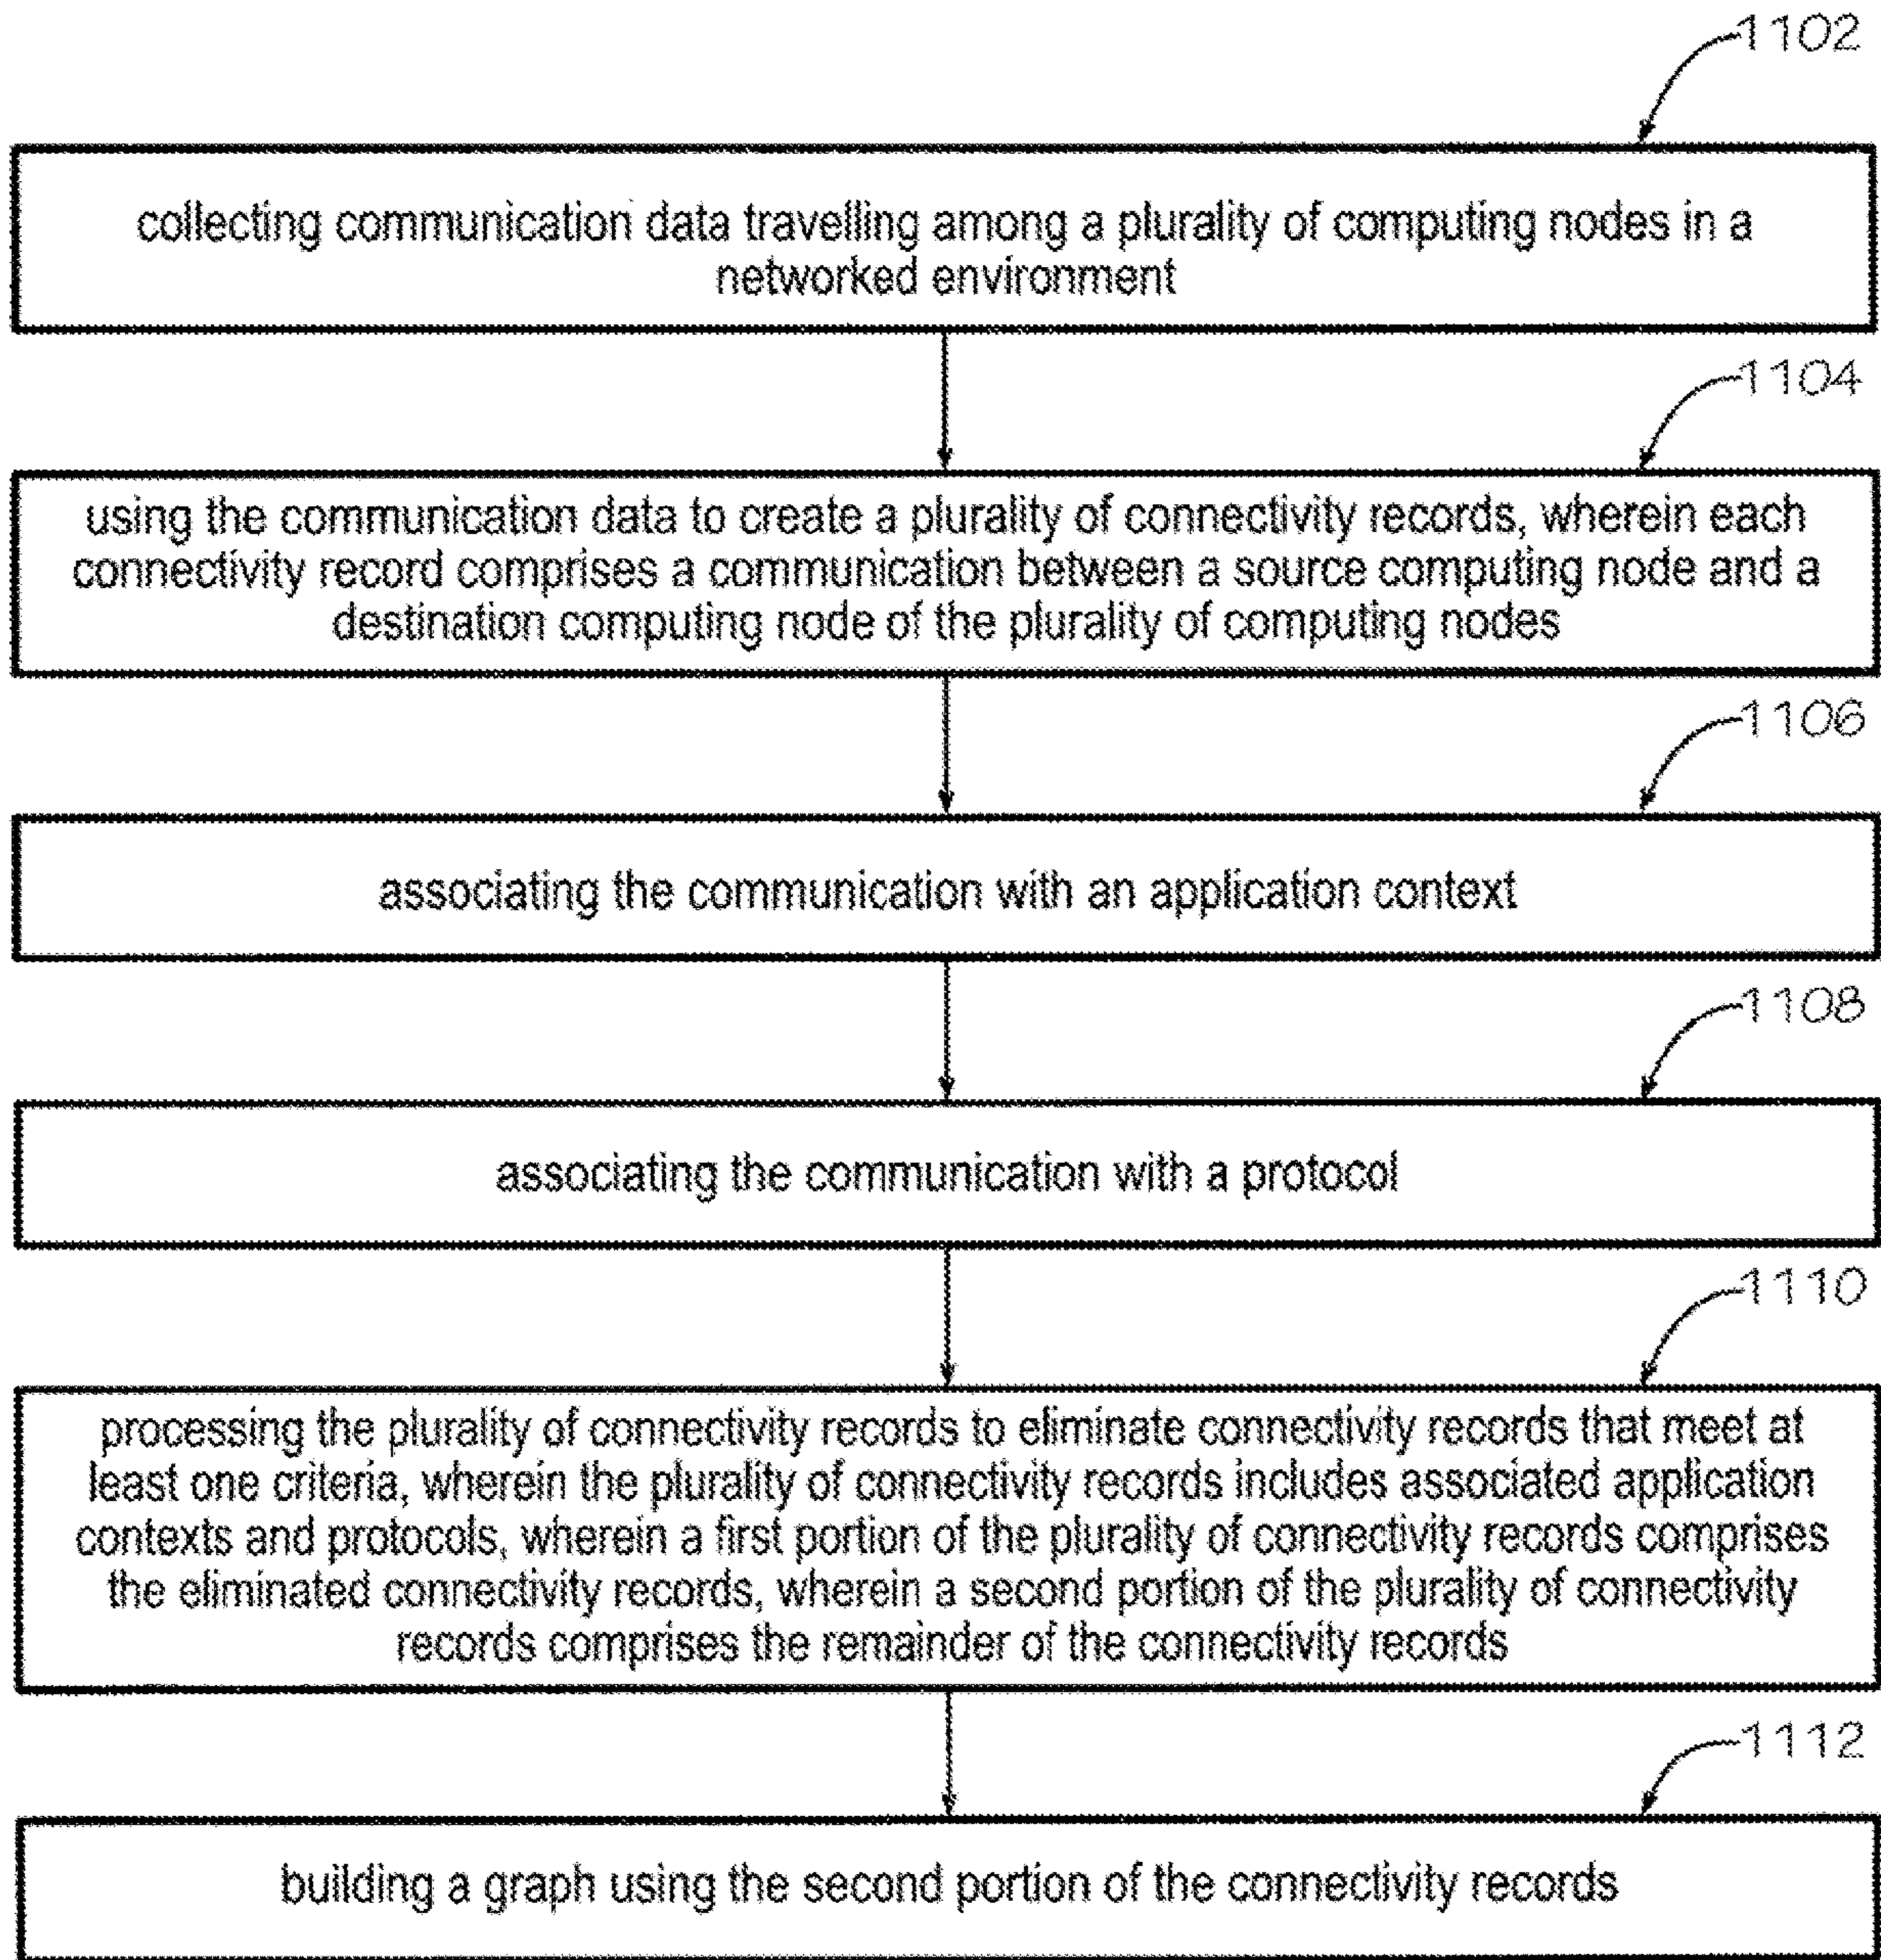 1102
collecting communication data travelling among a plurality of computing nodes in a
networked environment
1104
using the communication data to create a plurality of connectivity records, wherein each
connectivity record comprises a communication between a source computing node and a
destination computing node of the plurality of computing nodes
1106
associating the communication with an application context
1108
associating the communication with a protocol
1110
processing the plurality of connectivity records to eliminate connectivity records that meet at
least one criteria, wherein the plurality of connectivity records includes associated application
contexts and protocols, wherein a first portion of the plurality of connectivity records comprises
the eliminated connectivity records, wherein a second portion of the plurality of connectivity
records comprises the remainder of the connectivity records
1112
building a graph using the second portion of the connectivity records